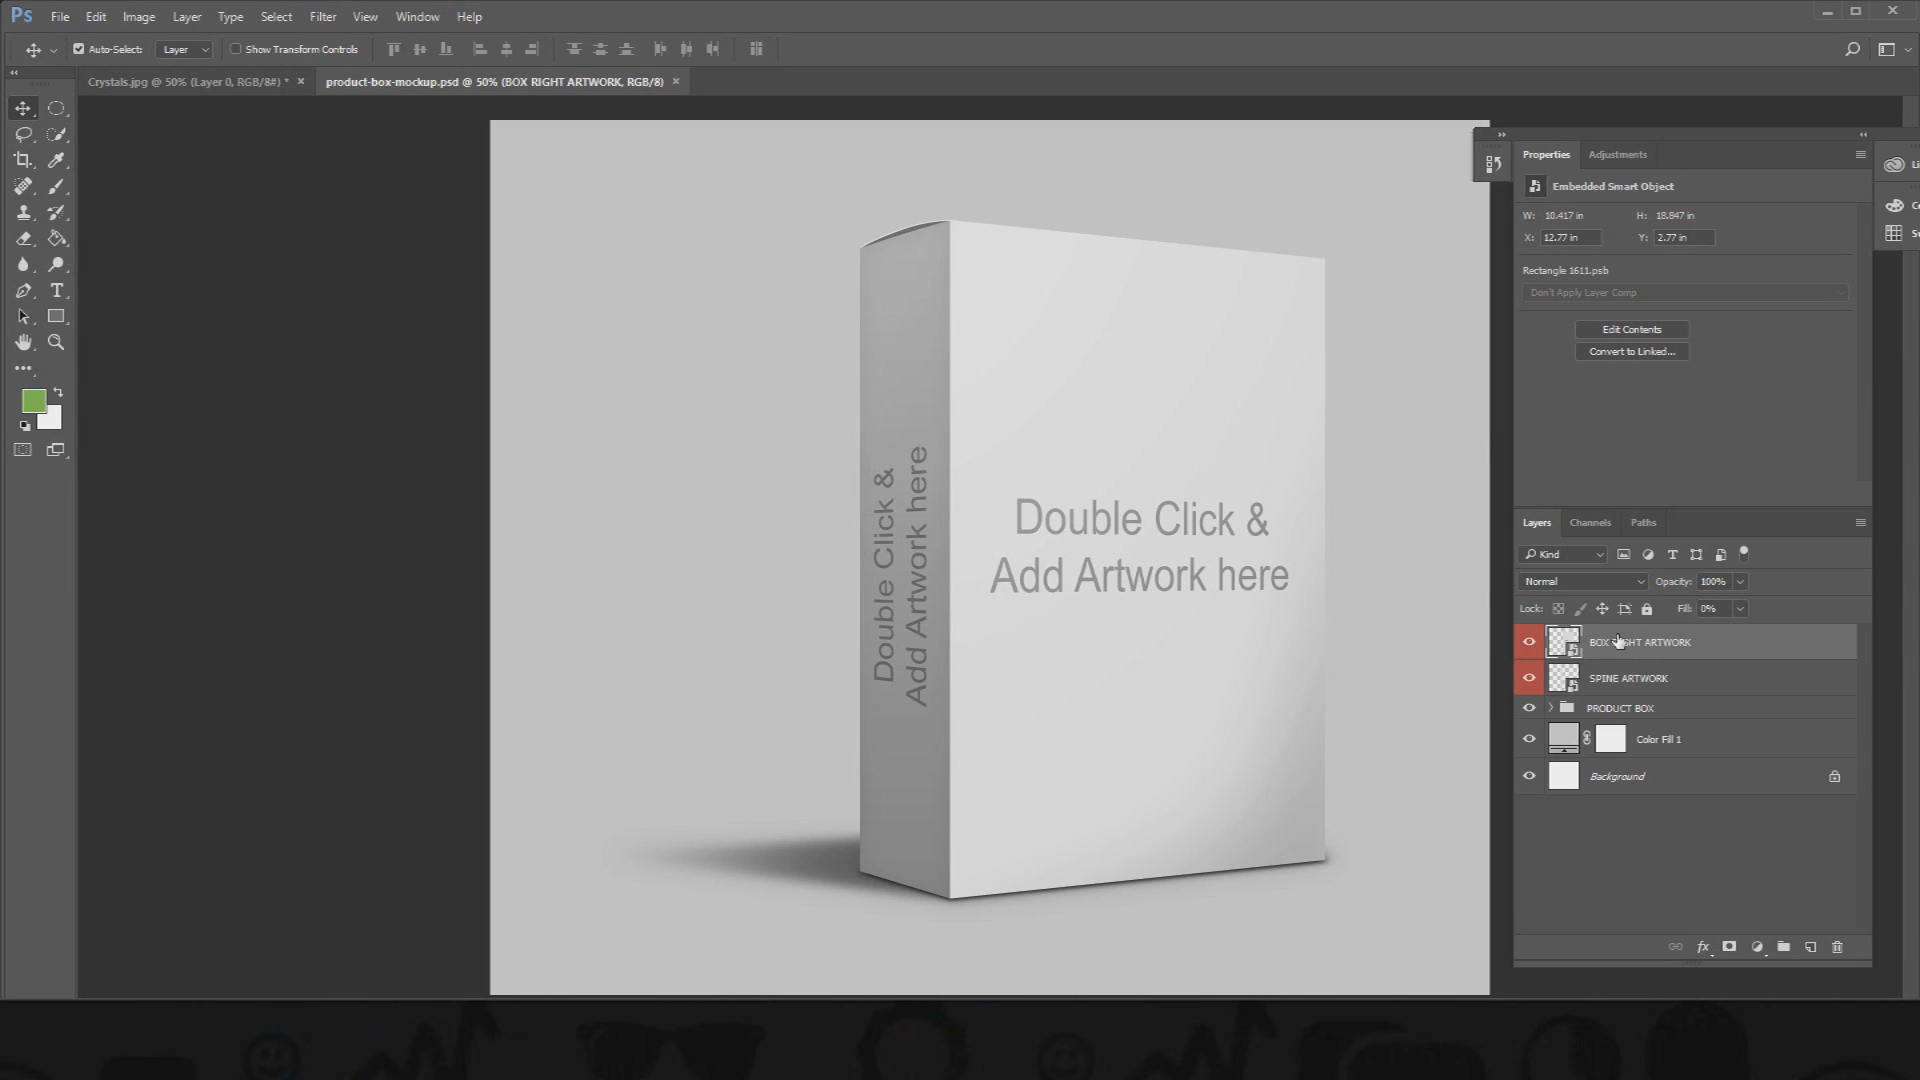 Ps File Edit Image Layer Type Select Filter View Window Help
Auto-Select: Layer Show Transform Controls
Crystals.jpg @ 50% (Layer 0, RGB/8#) * × product-box-mockup.psd @ 50% (BOX RIGHT ARTWORK, RGB/8) ×
Properties Adjustments
Embedded Smart Object
W: 10.417 in H: 18.847 in
X: 12.77 in Y: 2.77 in
Rectangle 1611.psb
Don't Apply Layer Comp
Edit Contents
Convert to Linked...
Double Click &
Add Artwork here
Double Click &
Add Artwork here
Layers Channels Paths
Kind
Normal Opacity: 100%
Lock: Fill: 0%
BOX RIGHT ARTWORK
SPINE ARTWORK
PRODUCT BOX
Color Fill 1
Background